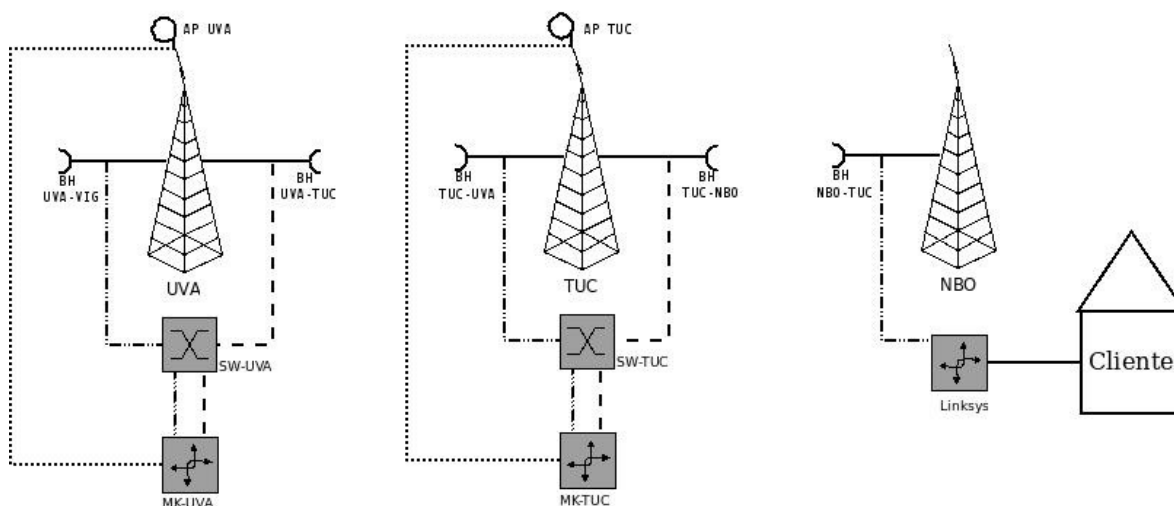 AP UVA
BH
UVA-VIG
BH
UVA-TUC
UVA
SW-UVA
MK-UVA
AP TUC
BH
TUC-UVA
BH
TUC-NBO
TUC
SW-TUC
MK-TUC
BH
NBO-TUC
NBO
Linksys
Cliente